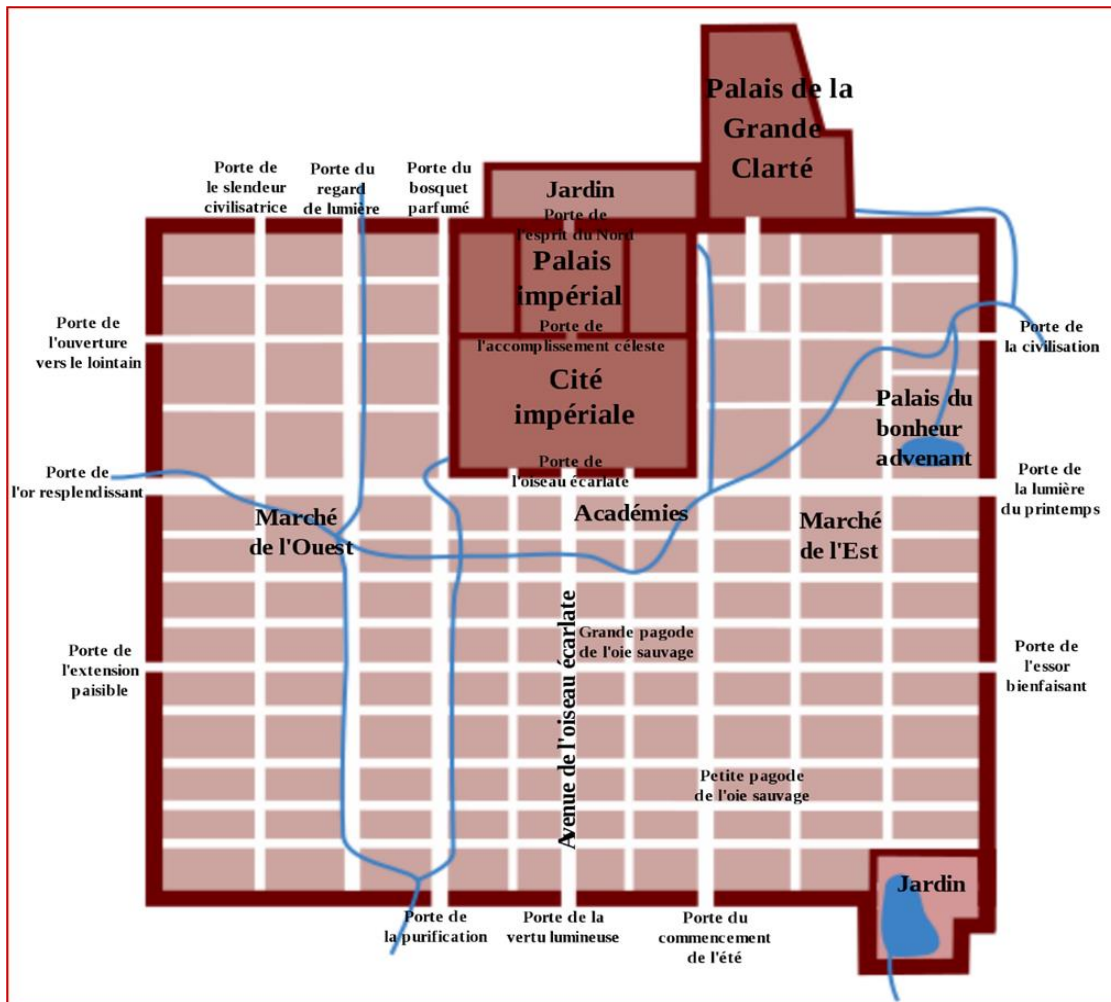 Palais de la
Grande
Clarté
Porte de
le slendeur
civilisatrice
Porte du
regard
de lumière
Porte du
bosquet
parfumé
Jardin
Porte de
l'esprit du Nord
Palais
impérial
Porte de
l'ouverture
vers le lointain
Porte de
l'accomplissement céleste
Porte de
la civilisation
Cité
impériale
Palais du
bonheur
advenant
Porte de
l'or resplendissant
Porte de
l'oiseau écarlate
Porte de
la lumière
du printemps
Marché
de l'Ouest
Académies
Marché
de l'Est
Avenue de l'oiseau écarlate
Grande pagode
de l'oie sauvage
Porte de
l'extension
paisible
Porte de
l'essor
bienfaisant
Petite pagode
de l'oie sauvage
Jardin
Porte de
la purification
Porte de la
vertu lumineuse
Porte du
commencement
de l'été